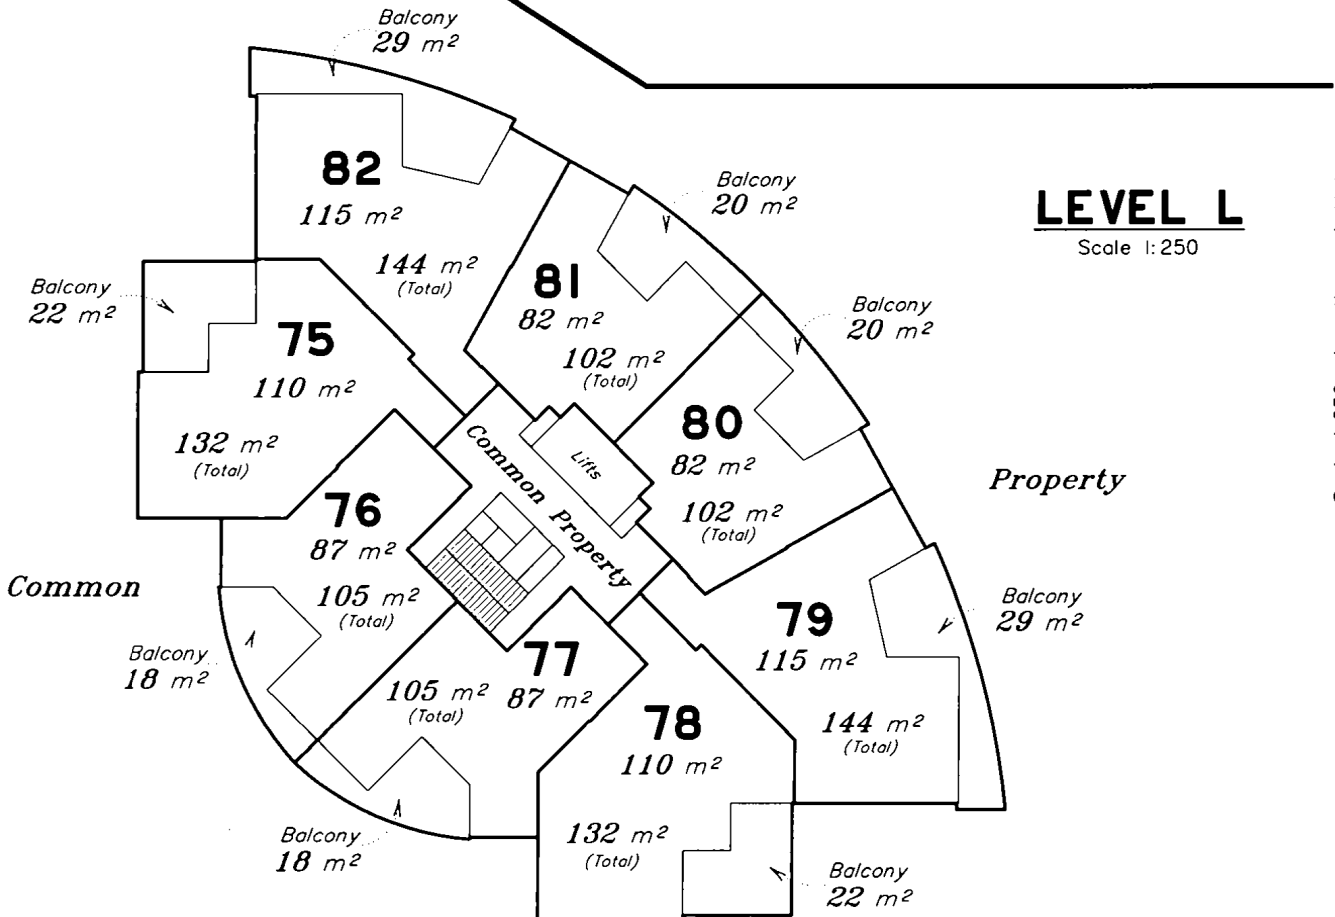 Balcony
29 m²
82
115 m²
144 m²
(Total)
Balcony
20 m²
LEVEL L
Scale 1:250
81
82 m²
102 m²
(Total)
Balcony
22 m²
75
110 m²
132 m²
(Total)
Balcony
20 m²
80
82 m²
102 m²
(Total)
Lifts
Common Property
Property
76
87 m²
105 m²
(Total)
Common
Balcony
18 m²
79
115 m²
144 m²
(Total)
Balcony
29 m²
77
87 m²
105 m²
(Total)
78
110 m²
132 m²
(Total)
Balcony
18 m²
Balcony
22 m²